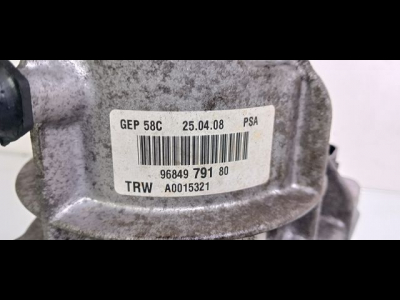 GEP 58C 25.04.08 PSA
96849 791 80
TRW A0015321